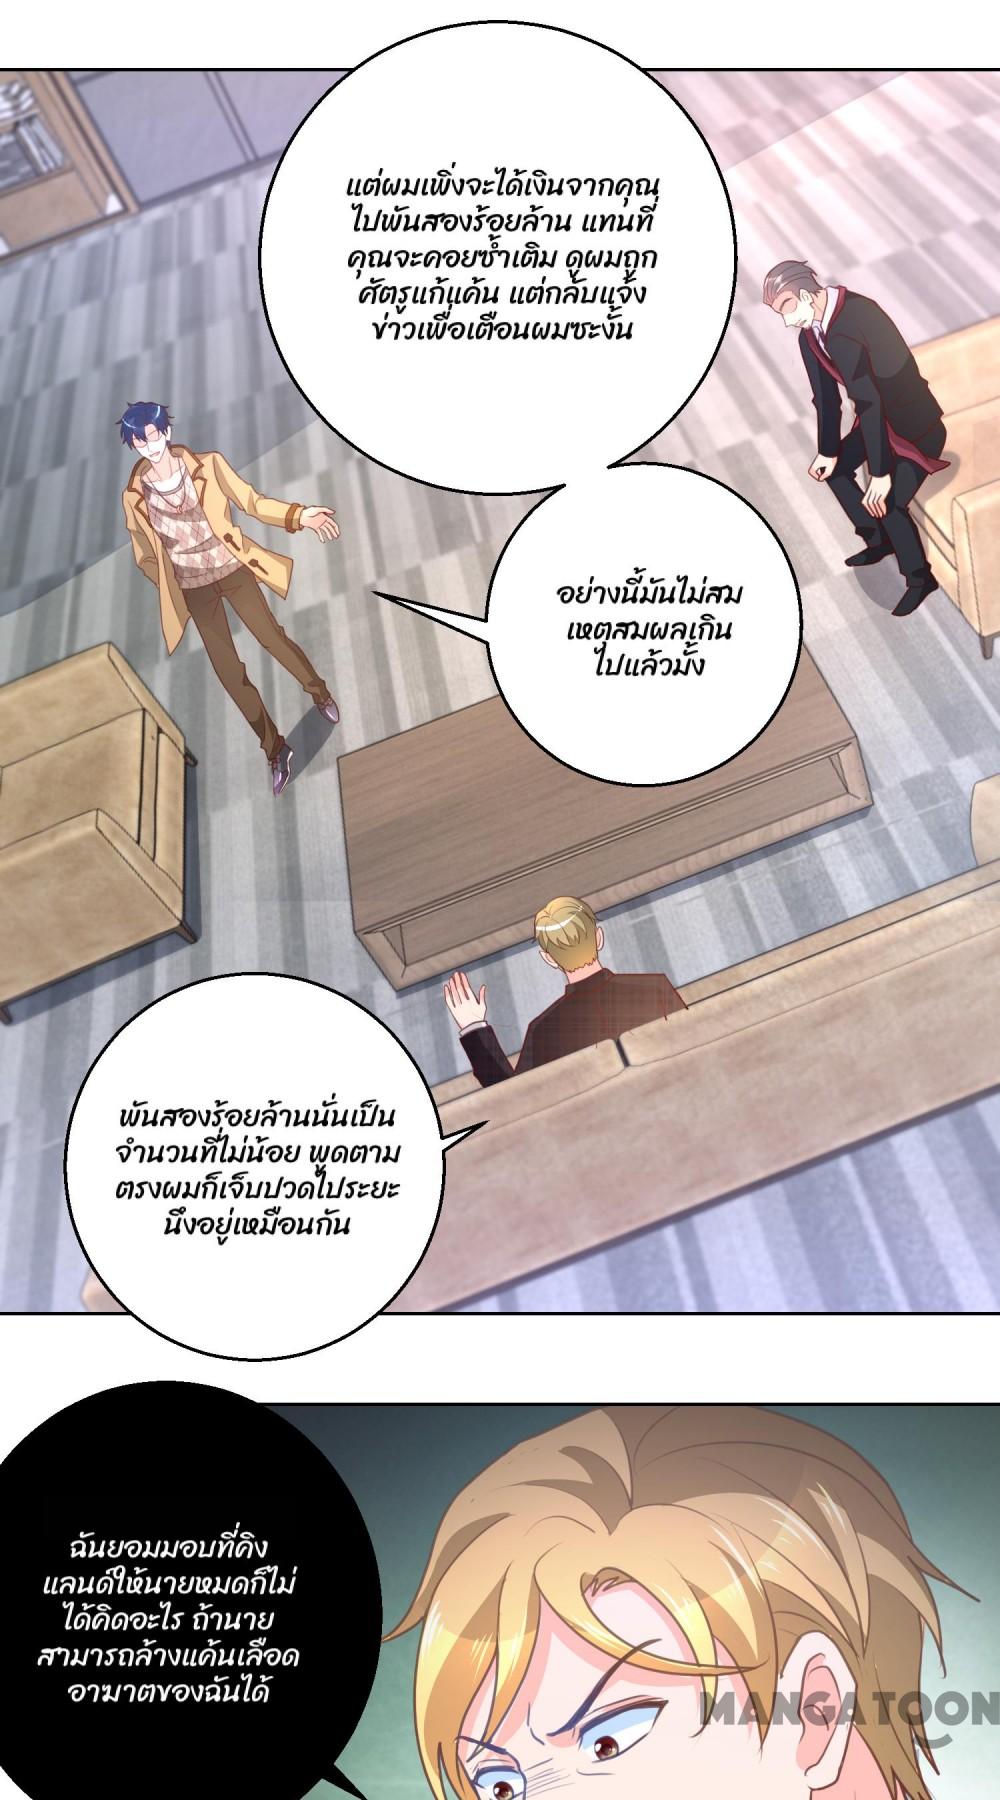 แต่ผมเพิ่งจะได้เงินจากคุณ
ไปพันสองร้อยล้าน แทนที่
คุณจะคอยซ้ำเติม ดูผมถูก
ศัตรูแก้แค้น แต่กลับแจ้ง
ข่าวเพื่อเตือนผมซะงั้น
อย่างนี้มันไม่สม
เหตุสมผลเกิน
ไปแล้วมั้ง
พันสองร้อยล้านนั่นเป็น
จำนวนที่ไม่น้อย พูดตาม
ตรงผมก็เจ็บปวดไประยะ
นึงอยู่เหมือนกัน
ฉันยอมมอบที่คิง
แลนด์ให้นายหมดก็ไม่
ได้คิดอะไร ถ้านาย
สามารถล้างแค้นเลือด
อาฆาตของฉันได้
MANGATOON